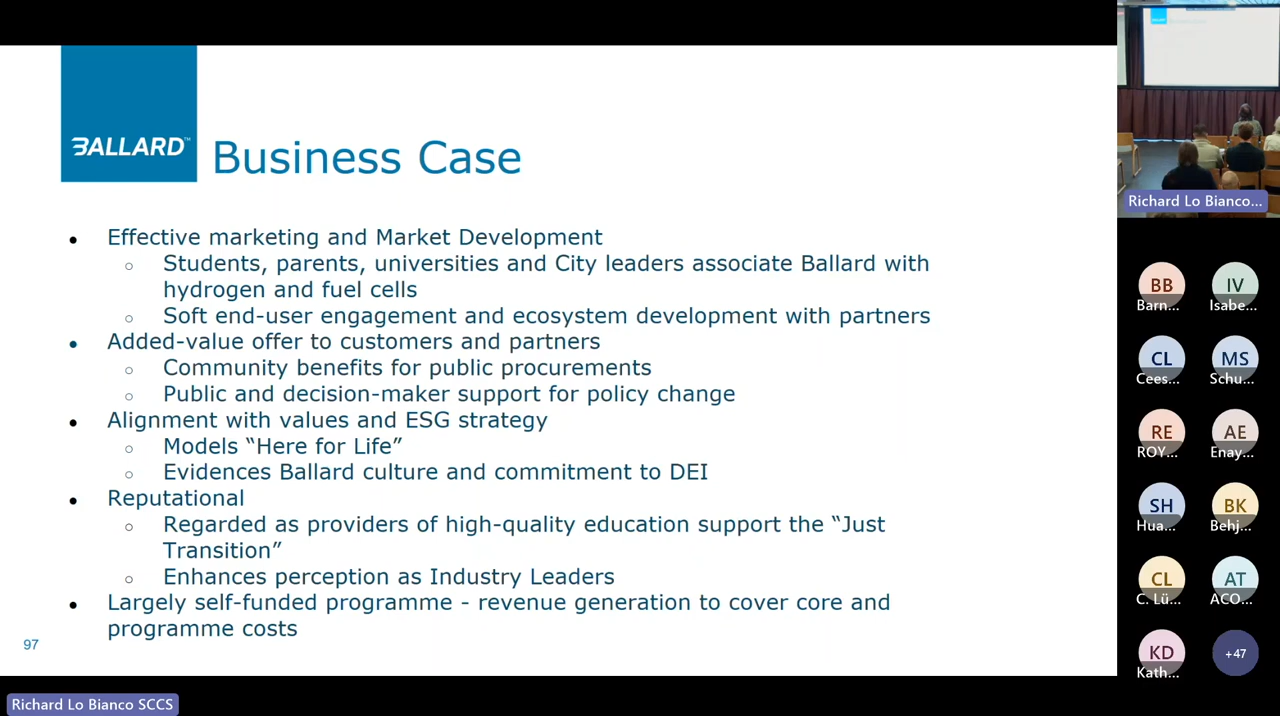 BALLARD™
Business Case
• Effective marketing and Market Development
○ Students, parents, universities and City leaders associate Ballard with
hydrogen and fuel cells
○ Soft end-user engagement and ecosystem development with partners
• Added-value offer to customers and partners
○ Community benefits for public procurements
○ Public and decision-maker support for policy change
• Alignment with values and ESG strategy
○ Models “Here for Life”
○ Evidences Ballard culture and commitment to DEI
• Reputational
○ Regarded as providers of high-quality education support the “Just
Transition”
○ Enhances perception as Industry Leaders
• Largely self-funded programme - revenue generation to cover core and
programme costs
97
Richard Lo Bianco SCCS
BALLARD
Richard Lo Bianco...
BB
Barn...
IV
Isabe...
CL
Cees...
MS
Schu...
RE
ROY...
AE
Enay...
SH
Hua...
BK
Behj...
CL
C. Lü...
AT
ACO...
KD
Kath...
+47